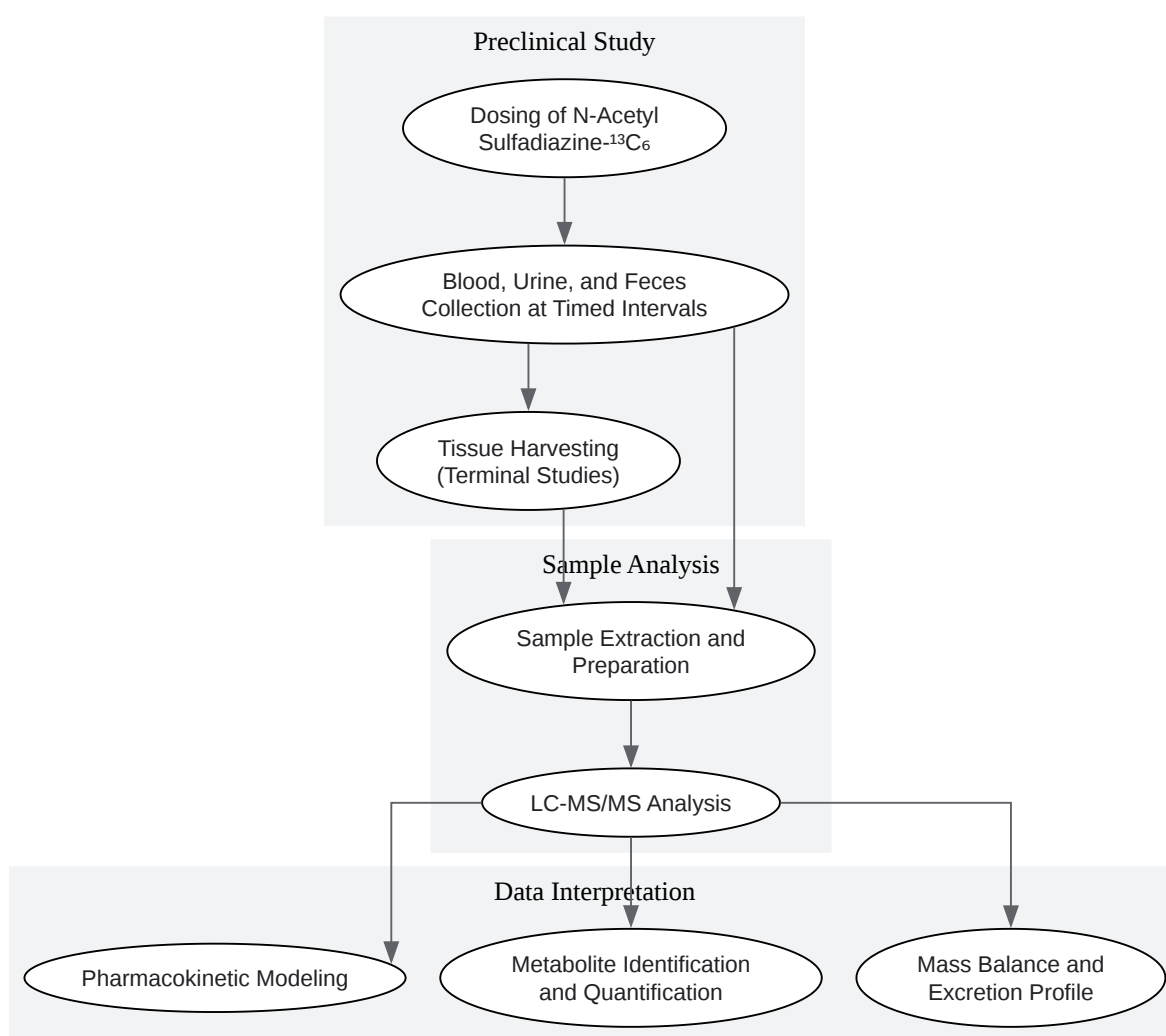 Preclinical Study
Dosing of N-Acetyl
Sulfadiazine-¹³C₆
Blood, Urine, and Feces
Collection at Timed Intervals
Tissue Harvesting
(Terminal Studies)
Sample Analysis
Sample Extraction and
Preparation
LC-MS/MS Analysis
Data Interpretation
Pharmacokinetic Modeling
Metabolite Identification
and Quantification
Mass Balance and
Excretion Profile